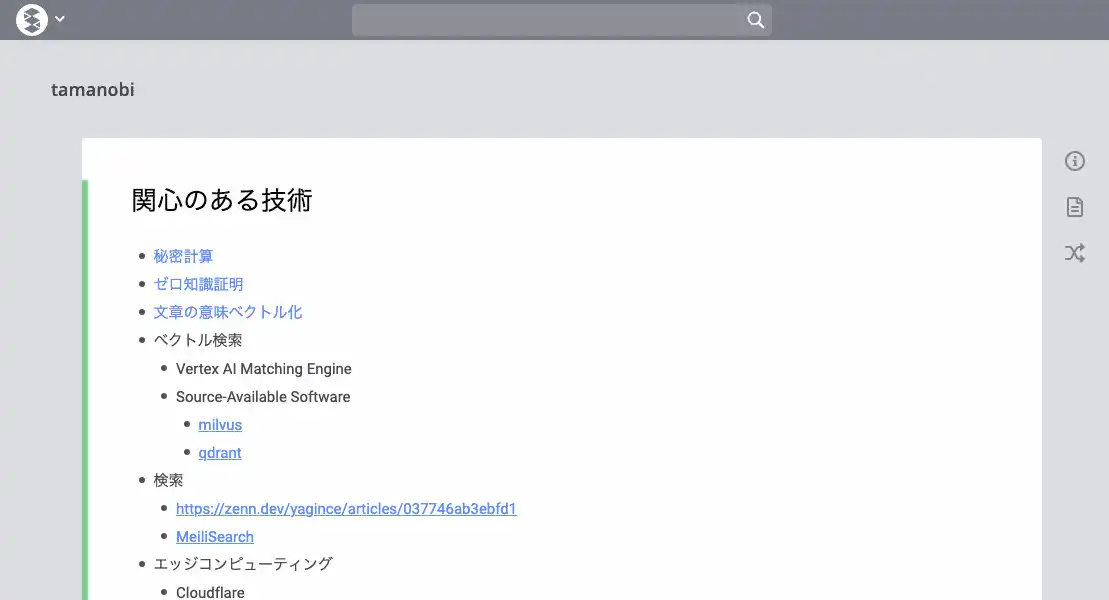 tamanobi
関心のある技術
秘密計算
ゼロ知識証明
文章の意味ベクトル化
ベクトル検索
Vertex AI Matching Engine
Source-Available Software
milvus
qdrant
検索
https://zenn.dev/yagince/articles/037746ab3ebfd1
MeiliSearch
エッジコンピューティング
Cloudflare